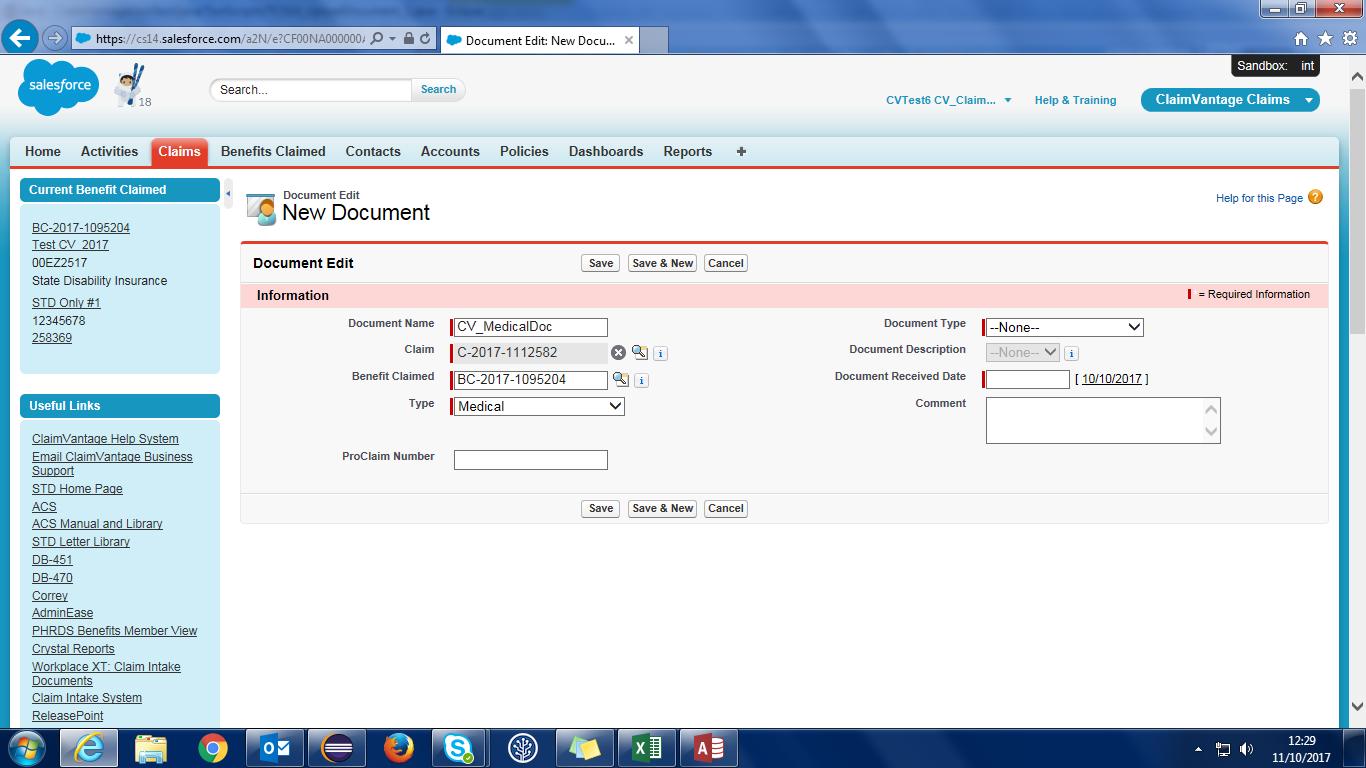 https://cs14.salesforce.com/a2N/e?CF00NA000000
Document Edit: New Docu...
Sandbox: int
salesforce
18
Search...
Search
CVTest6 CV_Claim...
Help & Training
ClaimVantage Claims
Home
Activities
Claims
Benefits Claimed
Contacts
Accounts
Policies
Dashboards
Reports
Current Benefit Claimed
BC-2017-1095204
Test CV_2017
00EZ2517
State Disability Insurance
STD Only #1
12345678
258369
Useful Links
ClaimVantage Help System
Email ClaimVantage Business
Support
STD Home Page
ACS
ACS Manual and Library
STD Letter Library
DB-451
DB-470
Correy
AdminEase
PHRDS Benefits Member View
Crystal Reports
Workplace XT: Claim Intake
Documents
Claim Intake System
ReleasePoint
Document Edit
New Document
Help for this Page
Document Edit
Save
Save & New
Cancel
Information
= Required Information
Document Name
CV_MedicalDoc
Document Type
--None--
Claim
C-2017-1112582
Document Description
--None--
Benefit Claimed
BC-2017-1095204
Document Received Date
[ 10/10/2017 ]
Type
Medical
Comment
ProClaim Number
Save
Save & New
Cancel
12:29
11/10/2017